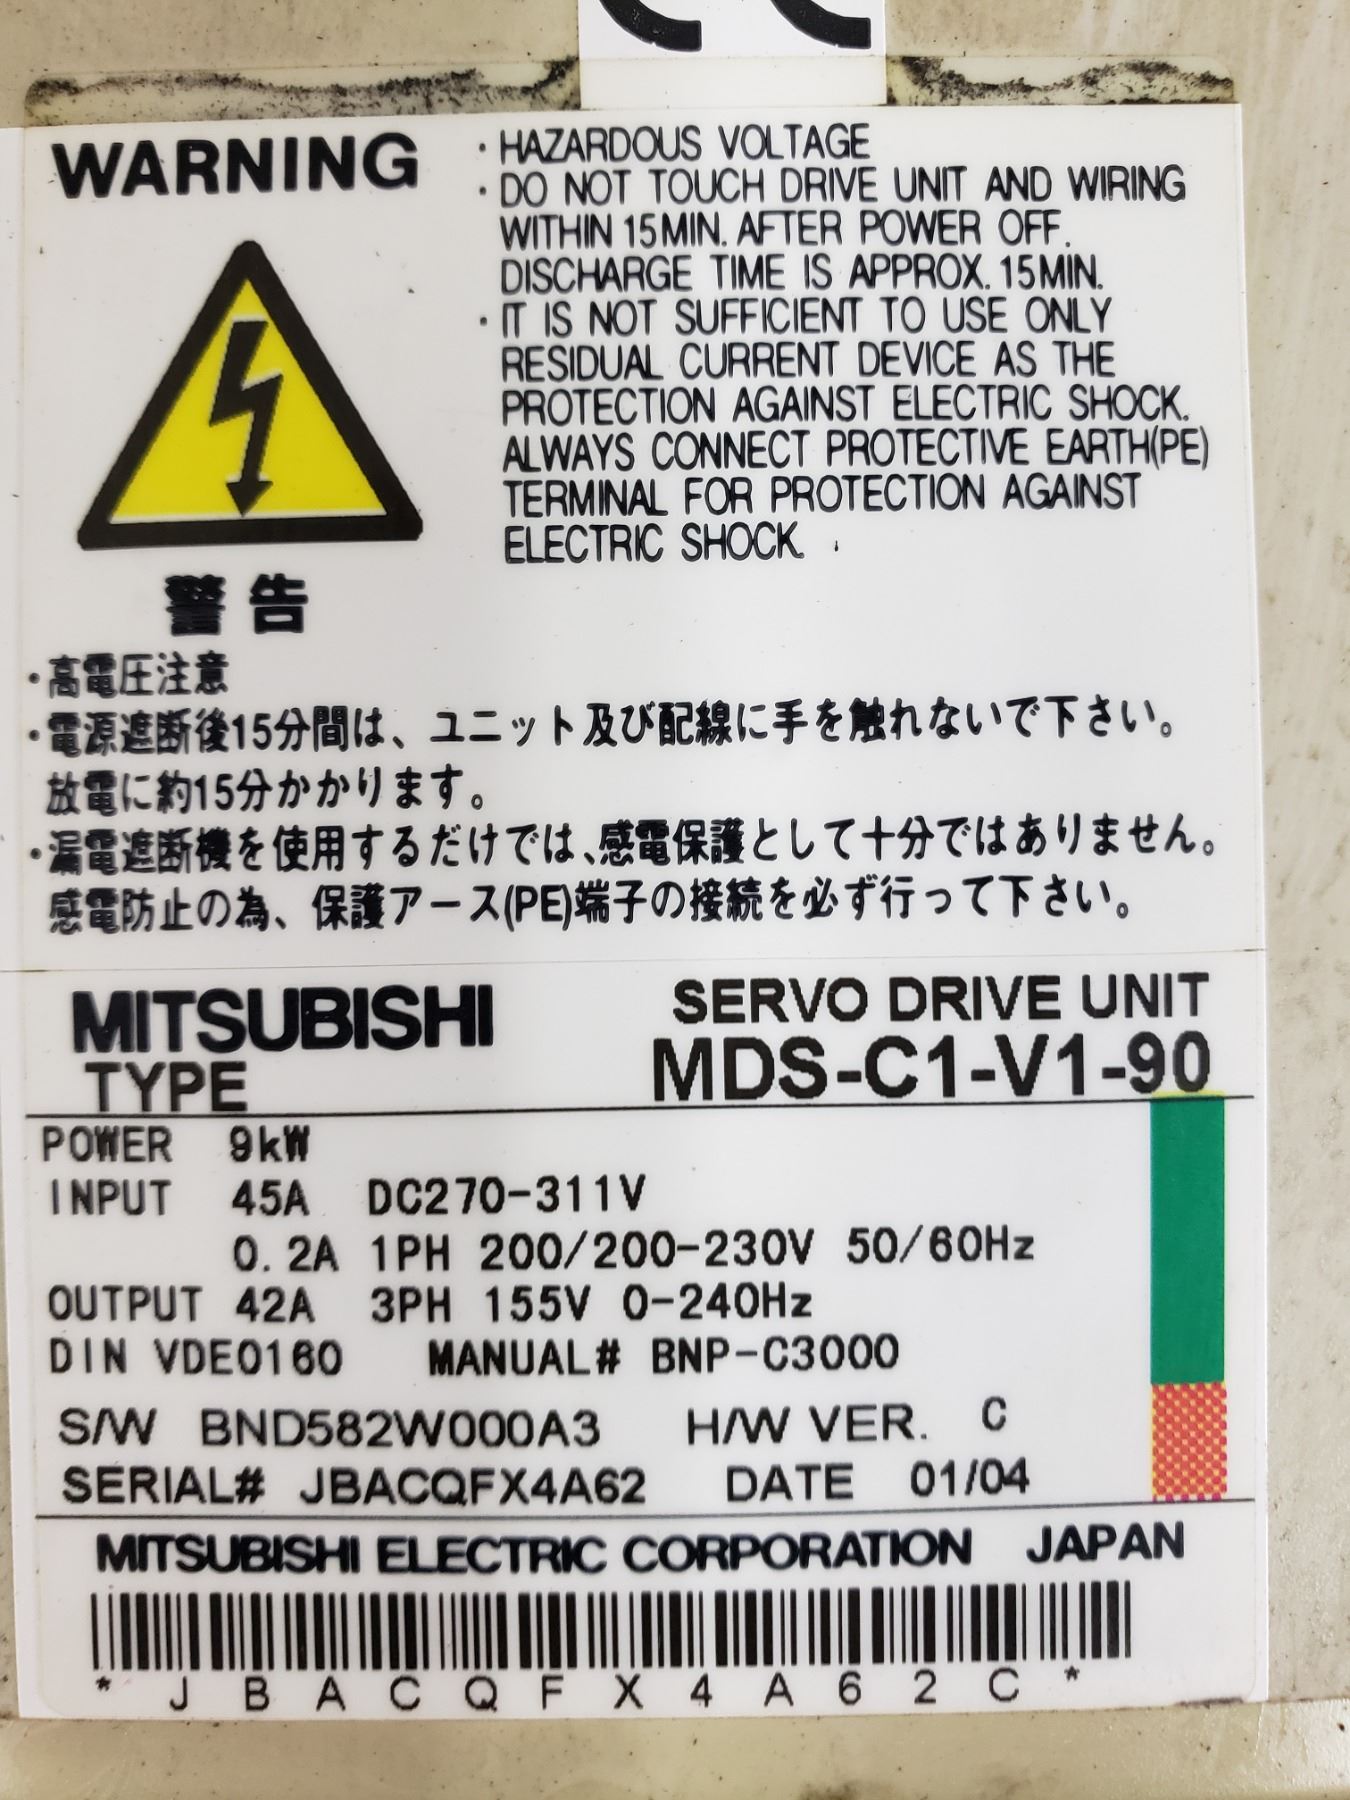 WARNING
・HAZARDOUS VOLTAGE
・DO NOT TOUCH DRIVE UNIT AND WIRING
WITHIN 15MIN. AFTER POWER OFF.
DISCHARGE TIME IS APPROX. 15MIN.
・IT IS NOT SUFFICIENT TO USE ONLY
RESIDUAL CURRENT DEVICE AS THE
PROTECTION AGAINST ELECTRIC SHOCK.
ALWAYS CONNECT PROTECTIVE EARTH(PE)
TERMINAL FOR PROTECTION AGAINST
ELECTRIC SHOCK.
警告
・高電圧注意
・電源遮断後15分間は、ユニット及び配線に手を触れないで下さい。
放電に約15分かかります。
・漏電遮断機を使用するだけでは、感電保護として十分ではありません。
感電防止の為、保護アース(PE)端子の接続を必ず行って下さい。
MITSUBISHI SERVO DRIVE UNIT
TYPE MDS-C1-V1-90
POWER 9kW
INPUT 45A DC270-311V
0.2A 1PH 200/200-230V 50/60Hz
OUTPUT 42A 3PH 155V 0-240Hz
DIN VDE0160 MANUAL# BNP-C3000
S/W BND582W000A3 H/W VER. C
SERIAL# JBACQFX4A62 DATE 01/04
MITSUBISHI ELECTRIC CORPORATION JAPAN
* J B A C Q F X 4 A 6 2 C *